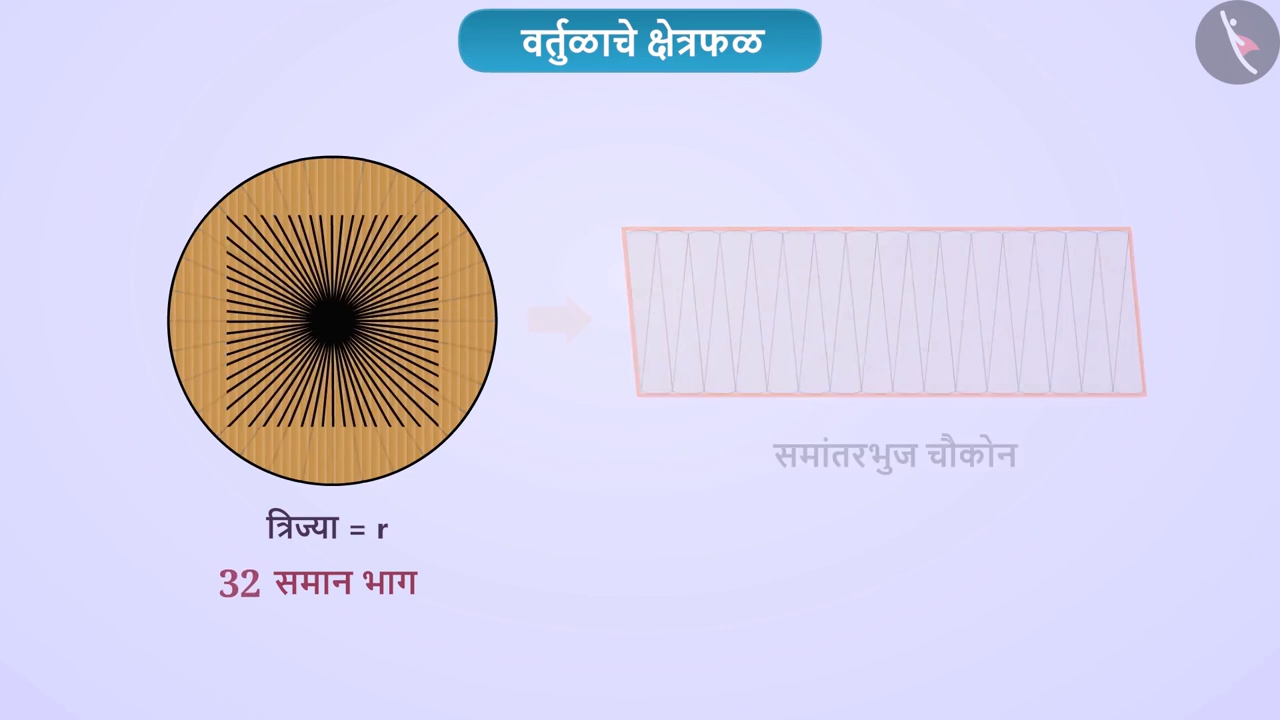 वर्तुळाचे क्षेत्रफळ
समांतरभुज चौकोन
त्रिज्या = r
32 समान भाग